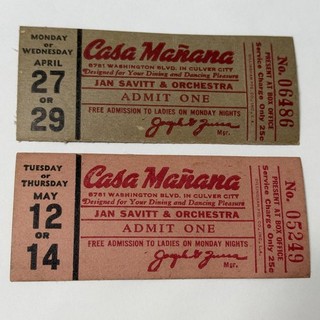 MONDAY
or
WEDNESDAY
APRIL
27
OR
29
Casa Mañana
8781 WASHINGTON BLVD. IN CULVER CITY
Designed for Your Dining and Dancing Pleasure
JAN SAVITT & ORCHESTRA
ADMIT ONE
FREE ADMISSION TO LADIES ON MONDAY NIGHTS
Mgr.
PRESENT AT BOX OFFICE
Service Charge Only 25c
No. 06486
TUESDAY
or
THURSDAY
MAY
12
OR
14
Casa Mañana
8781 WASHINGTON BLVD. IN CULVER CITY
Designed for Your Dining and Dancing Pleasure
JAN SAVITT & ORCHESTRA
ADMIT ONE
FREE ADMISSION TO LADIES ON MONDAY NIGHTS
Mgr.
PRESENT AT BOX OFFICE
Service Charge Only 25c
No. 05249